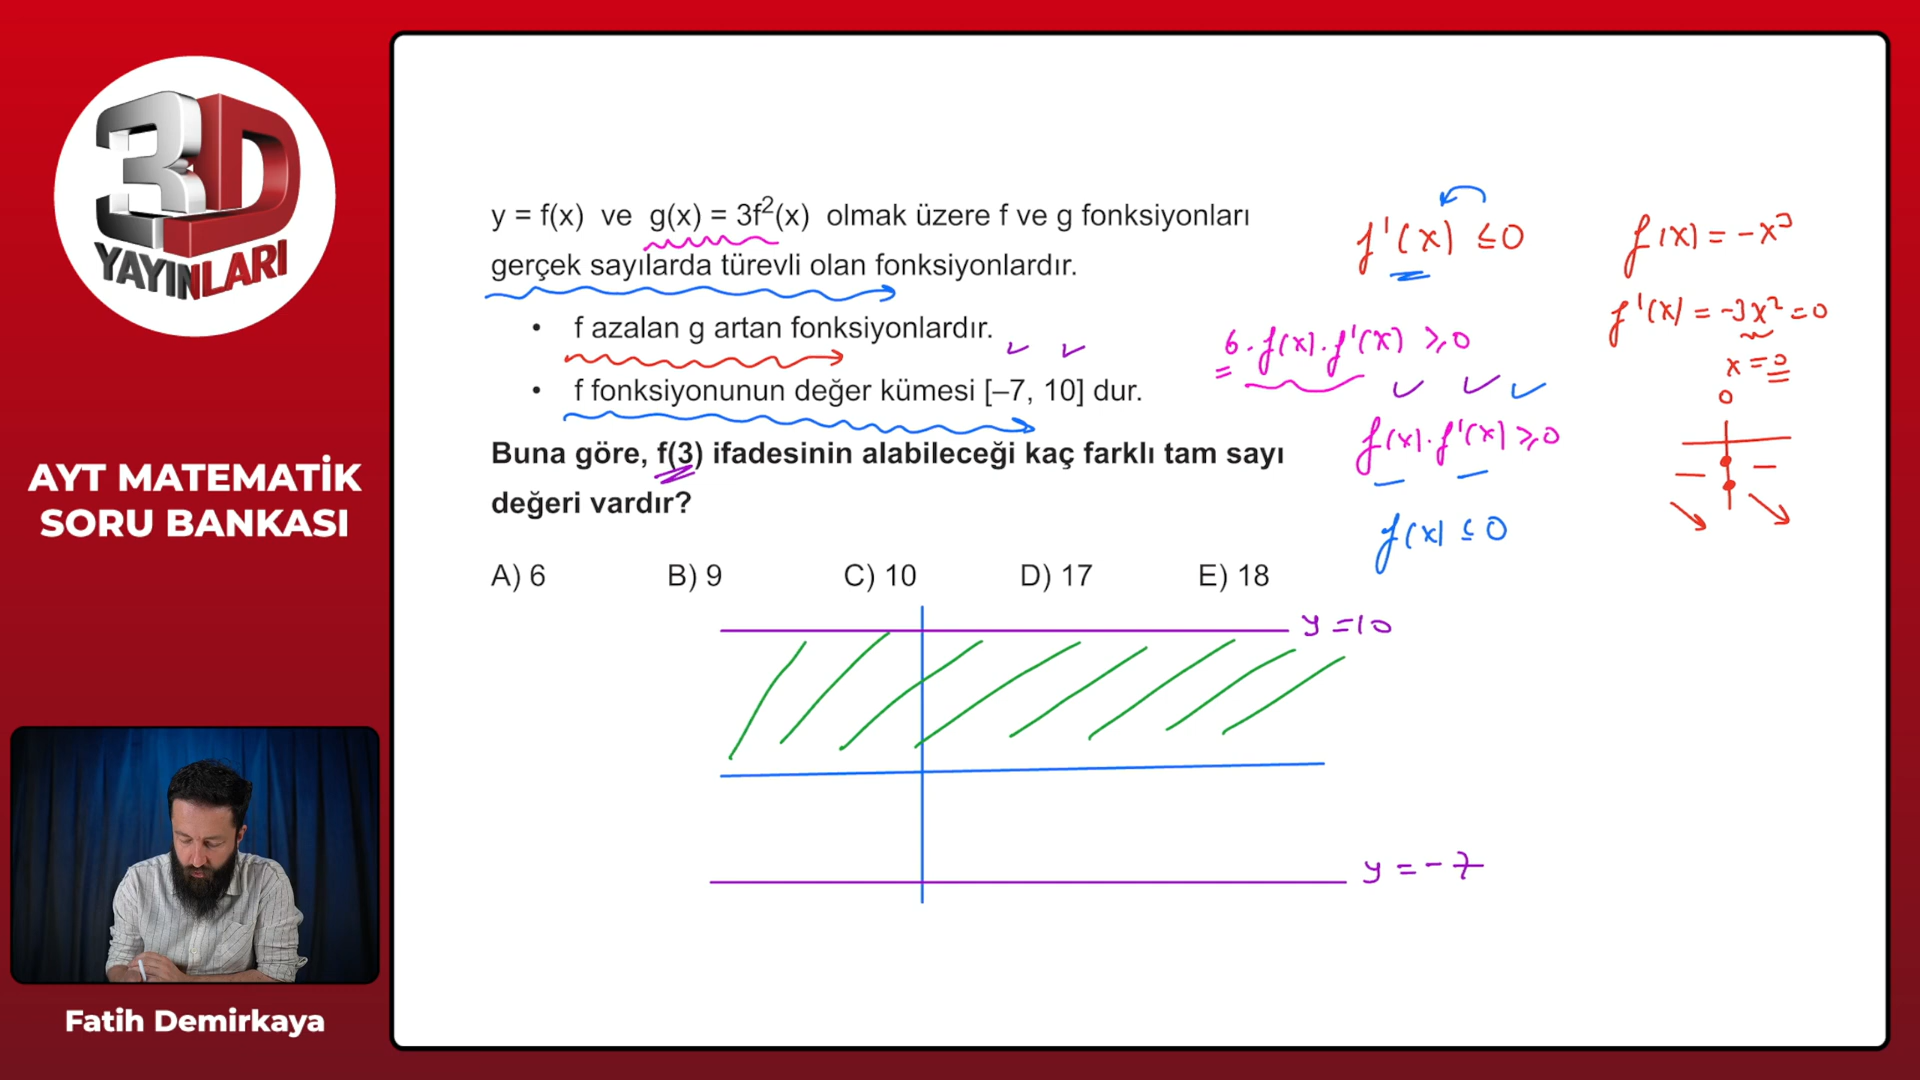 3D
YAYINLARI
AYT MATEMATİK
SORU BANKASI
Fatih Demirkaya
y = f(x) ve g(x) = 3f²(x) olmak üzere f ve g fonksiyonları
gerçek sayılarda türevli olan fonksiyonlardır.
• f azalan g artan fonksiyonlardır.
• f fonksiyonunun değer kümesi [–7, 10] dur.
Buna göre, f(3) ifadesinin alabileceği kaç farklı tam sayı
değeri vardır?
A) 6 B) 9 C) 10 D) 17 E) 18
f'(x) ≤ 0
6·f(x)·f'(x) ≥ 0
f(x)·f'(x) ≥ 0
f(x) ≤ 0
f(x) = -x³
f'(x) = -3x² = 0
x = 0
0
- -
y = 10
y = -7